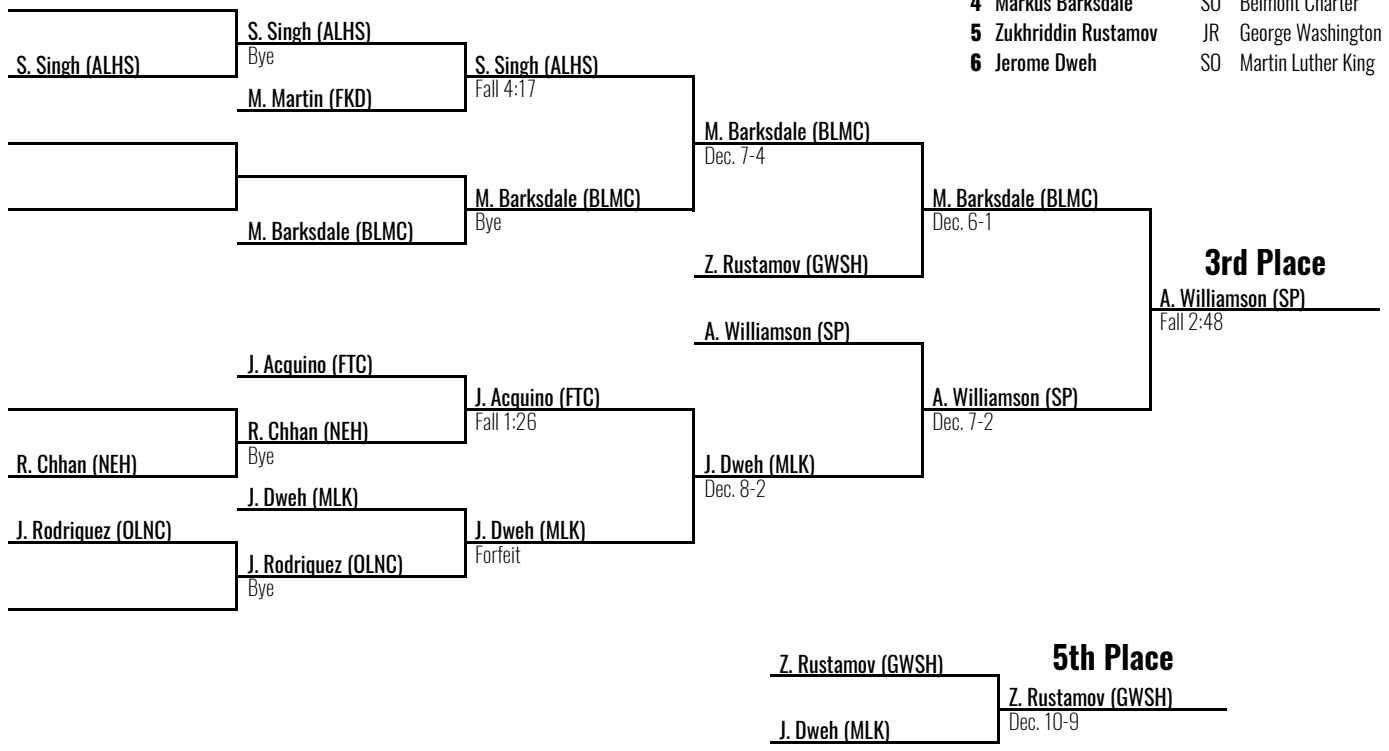 4 Markus Barksdale SO Belmont Charter
5 Zukhriddin Rustamov JR George Washington
6 Jerome Dweh SO Martin Luther King
S. Singh (ALHS)
S. Singh (ALHS)
Bye
M. Martin (FKD)
S. Singh (ALHS)
Fall 4:17
M. Barksdale (BLMC)
M. Barksdale (BLMC)
Bye
M. Barksdale (BLMC)
Dec. 7-4
Z. Rustamov (GWSH)
M. Barksdale (BLMC)
Dec. 6-1
3rd Place
A. Williamson (SP)
Fall 2:48
A. Williamson (SP)
A. Williamson (SP)
Dec. 7-2
J. Acquino (FTC)
R. Chhan (NEH)
R. Chhan (NEH)
Bye
J. Acquino (FTC)
Fall 1:26
J. Dweh (MLK)
Dec. 8-2
J. Dweh (MLK)
J. Rodriquez (OLNC)
J. Rodriquez (OLNC)
Bye
J. Dweh (MLK)
Forfeit
5th Place
Z. Rustamov (GWSH)
J. Dweh (MLK)
Z. Rustamov (GWSH)
Dec. 10-9